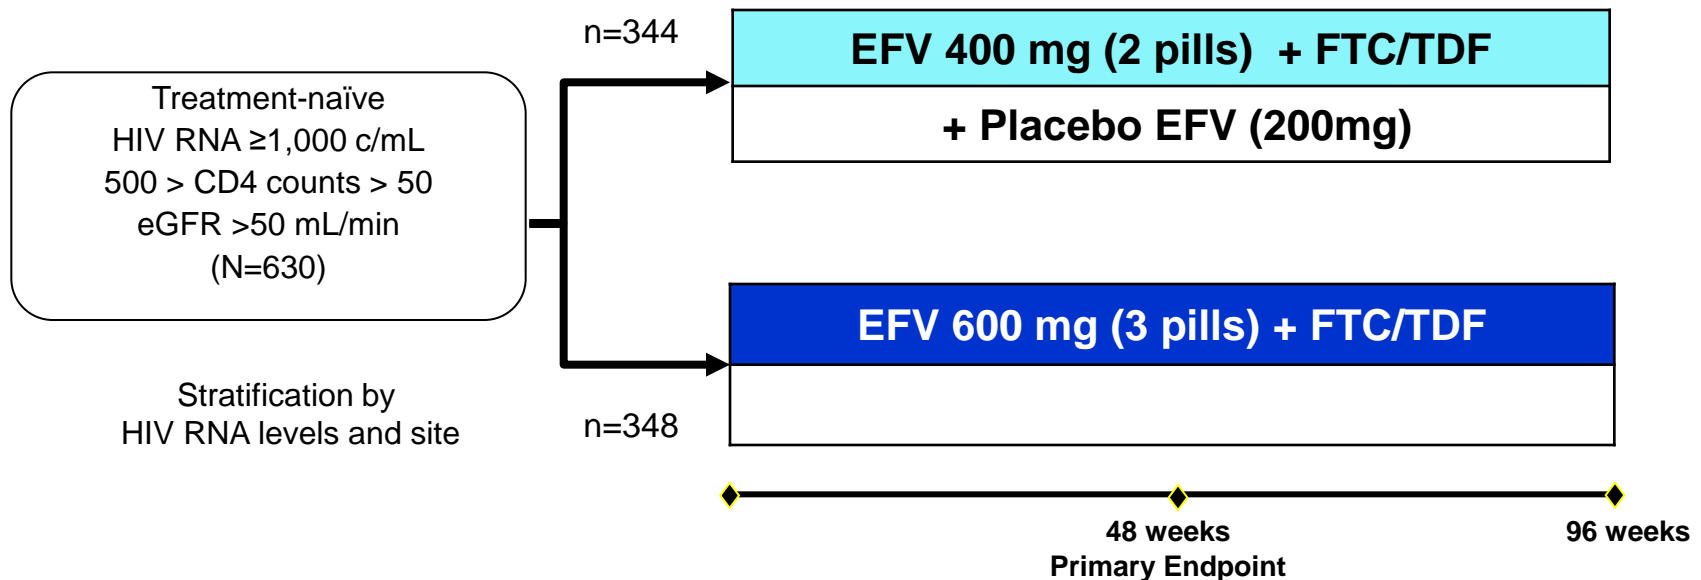 n=344
EFV 400 mg (2 pills) + FTC/TDF
+ Placebo EFV (200mg)
Treatment-naïve
HIV RNA ≥1,000 c/mL
500 > CD4 counts > 50
eGFR >50 mL/min
(N=630)
EFV 600 mg (3 pills) + FTC/TDF
Stratification by
HIV RNA levels and site
n=348
48 weeks
Primary Endpoint
96 weeks